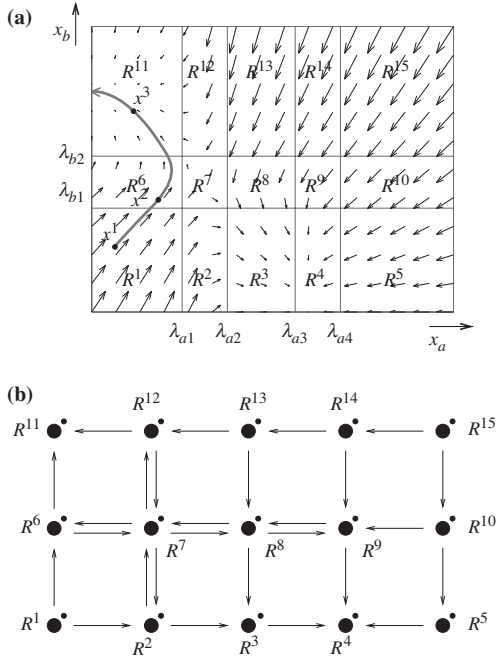 (a)
x_b
R^11 R^12 R^13 R^14 R^15
x^3
λ_b2
R^6 R^7 R^8 R^9 R^10
λ_b1
x^2
x^1
R^1 R^2 R^3 R^4 R^5
λ_a1 λ_a2 λ_a3 λ_a4
x_a
(b)
R^12 R^13 R^14
R^11 R^15
R^6 R^10
R^7 R^8 R^9
R^1 R^5
R^2 R^3 R^4